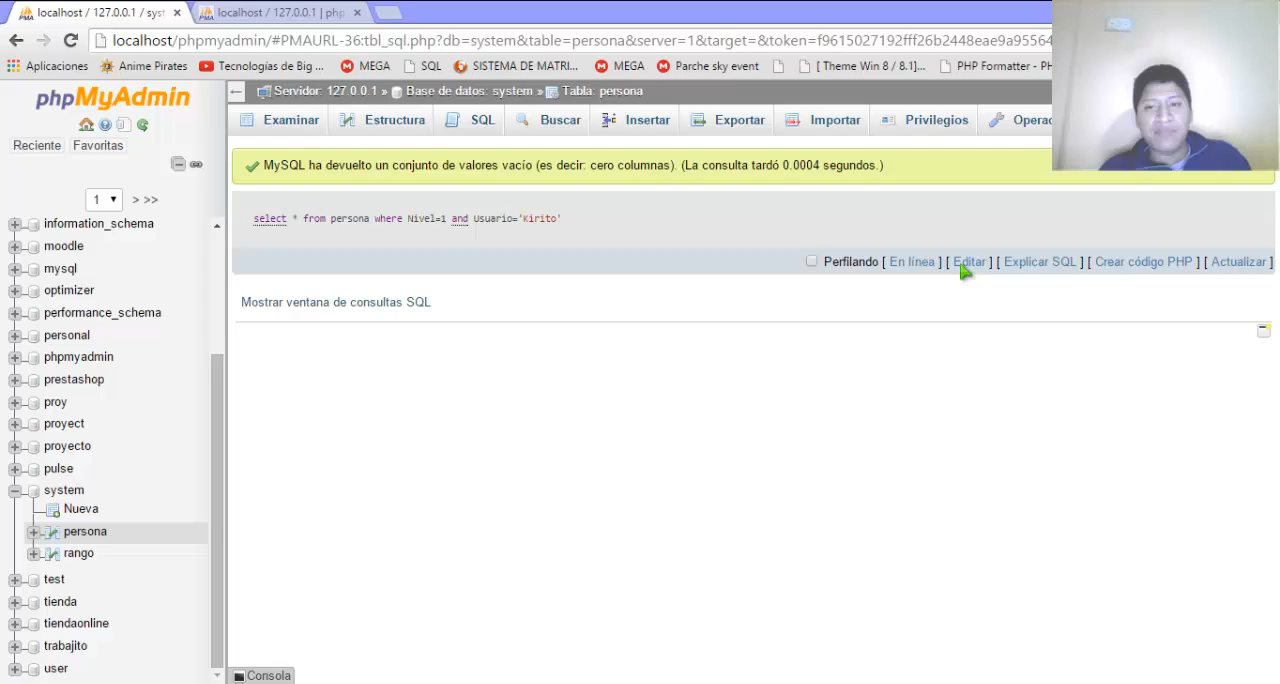 localhost / 127.0.0.1 / syst
localhost / 127.0.0.1 | php
localhost/phpmyadmin/#PMAURL-36:tbl_sql.php?db=system&table=persona&server=1&target=&token=f9615027192fff26b2448eae9a95564
Aplicaciones
Anime Pirates
Tecnologías de Big ...
MEGA
SQL
SISTEMA DE MATRI...
MEGA
Parche sky event
[ Theme Win 8 / 8.1]...
PHP Formatter - PH
phpMyAdmin
Reciente
Favoritas
1
> >>
information_schema
moodle
mysql
optimizer
performance_schema
personal
phpmyadmin
prestashop
proy
proyect
proyecto
pulse
system
Nueva
persona
rango
test
tienda
tiendaonline
trabajito
user
Servidor: 127.0.0.1 » Base de datos: system » Tabla: persona
Examinar
Estructura
SQL
Buscar
Insertar
Exportar
Importar
Privilegios
Operac
MySQL ha devuelto un conjunto de valores vacío (es decir: cero columnas). (La consulta tardó 0.0004 segundos.)
select * from persona where Nivel=1 and Usuario='Kirito'
Perfilando [ En línea ] [ Editar ] [ Explicar SQL ] [ Crear código PHP ] [ Actualizar ]
Mostrar ventana de consultas SQL
Consola